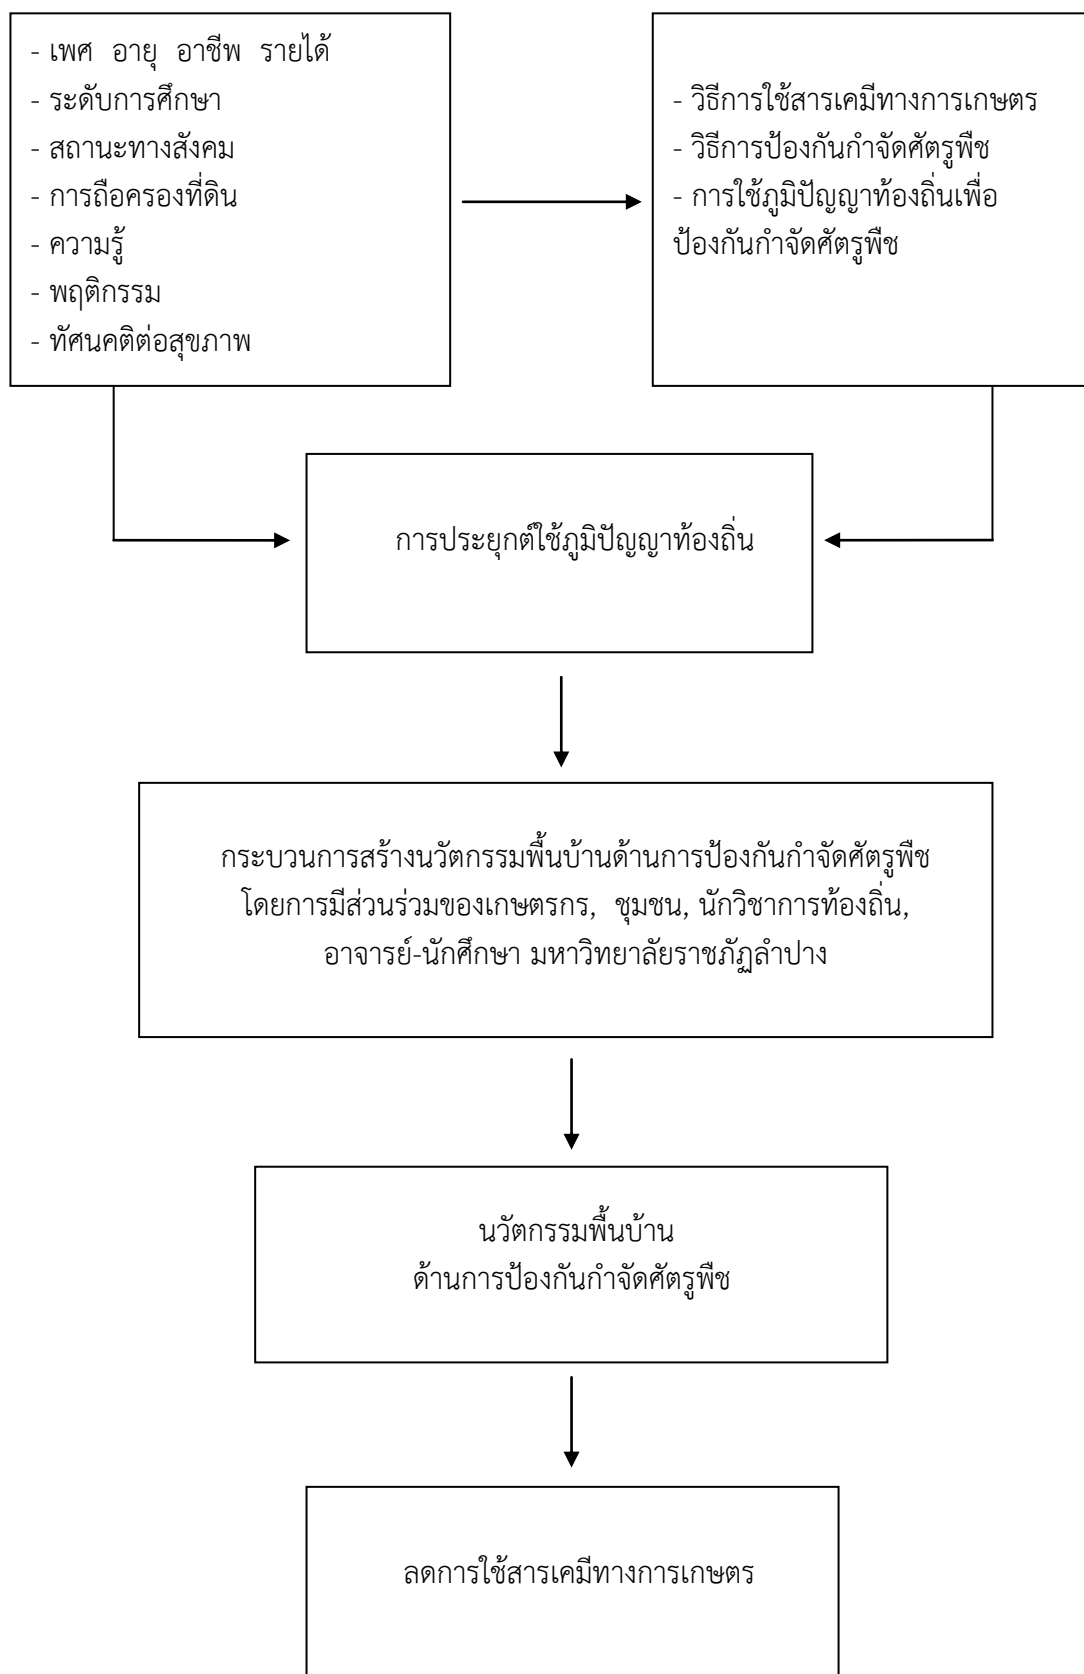 - เพศ อายุ อาชีพ รายได้
- ระดับการศึกษา
- สถานะทางสังคม
- การถือครองที่ดิน
- ความรู้
- พฤติกรรม
- ทัศนคติต่อสุขภาพ
- วิธีการใช้สารเคมีทางการเกษตร
- วิธีการป้องกันกำจัดศัตรูพืช
- การใช้ภูมิปัญญาท้องถิ่นเพื่อ
ป้องกันกำจัดศัตรูพืช
การประยุกต์ใช้ภูมิปัญญาท้องถิ่น
กระบวนการสร้างนวัตกรรมพื้นบ้านด้านการป้องกันกำจัดศัตรูพืช
โดยการมีส่วนร่วมของเกษตรกร, ชุมชน, นักวิชาการท้องถิ่น,
อาจารย์-นักศึกษา มหาวิทยาลัยราชภัฏลำปาง
นวัตกรรมพื้นบ้าน
ด้านการป้องกันกำจัดศัตรูพืช
ลดการใช้สารเคมีทางการเกษตร